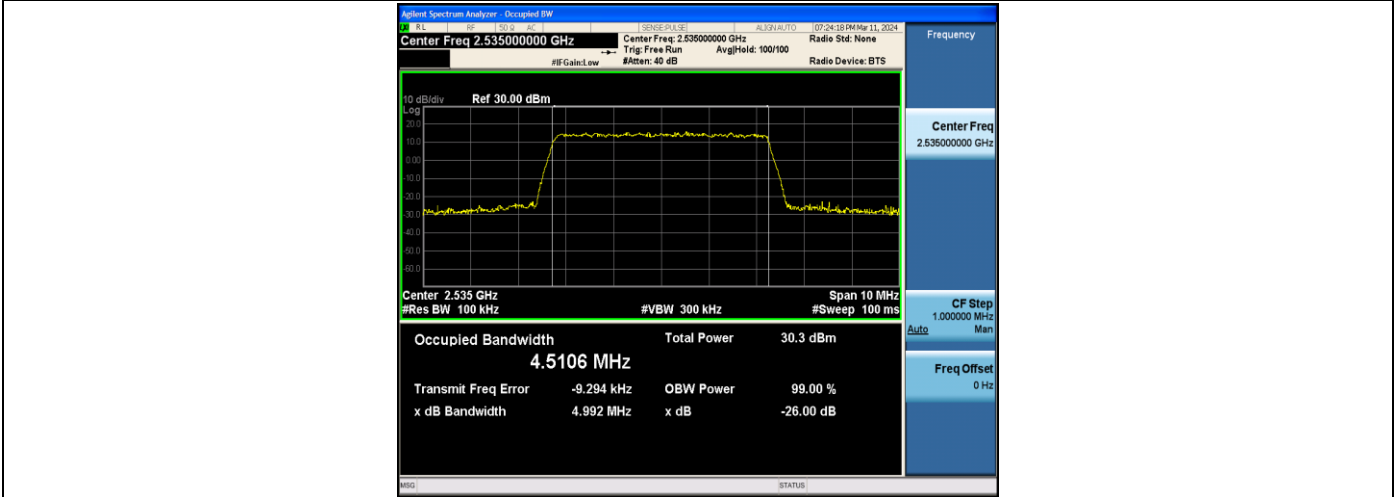 Agilent Spectrum Analyzer - Occupied BW
RL RF 50 Ω AC SENSE:PULSE ALIGN AUTO 07:24:18 PM Mar 11, 2024
Center Freq 2.535000000 GHz
Center Freq: 2.535000000 GHz
Radio Std: None
Trig: Free Run Avg|Hold: 100/100
#IFGain:Low #Atten: 40 dB Radio Device: BTS
10 dB/div Ref 30.00 dBm
Log
20.0
10.0
0.00
-10.0
-20.0
-30.0
-40.0
-50.0
-60.0
Center 2.535 GHz Span 10 MHz
#Res BW 100 kHz #VBW 300 kHz #Sweep 100 ms
Occupied Bandwidth Total Power 30.3 dBm
4.5106 MHz
Transmit Freq Error -9.294 kHz OBW Power 99.00 %
x dB Bandwidth 4.992 MHz x dB -26.00 dB
Frequency
Center Freq
2.535000000 GHz
CF Step
1.000000 MHz
Auto Man
Freq Offset
0 Hz
MSG STATUS